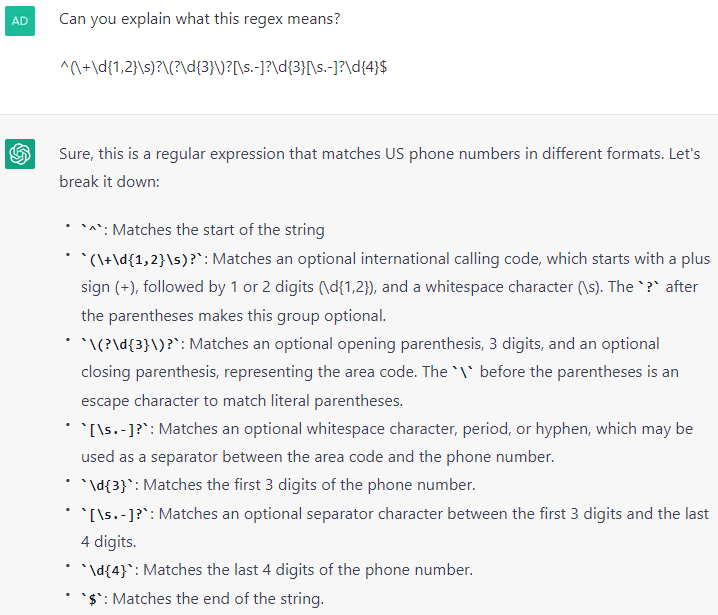 AD
Can you explain what this regex means?
^(\+\d{1,2}\s)?\(?\d{3}\)?[\s.-]?\d{3}[\s.-]?\d{4}$
Sure, this is a regular expression that matches US phone numbers in different formats. Let's
break it down:
• `^`: Matches the start of the string
• `(\+\d{1,2}\s)?`: Matches an optional international calling code, which starts with a plus
sign (+), followed by 1 or 2 digits (\d{1,2}), and a whitespace character (\s). The `?` after
the parentheses makes this group optional.
• `\(?\d{3}\)?`: Matches an optional opening parenthesis, 3 digits, and an optional
closing parenthesis, representing the area code. The `\` before the parentheses is an
escape character to match literal parentheses.
• `[\s.-]?`: Matches an optional whitespace character, period, or hyphen, which may be
used as a separator between the area code and the phone number.
• `\d{3}`: Matches the first 3 digits of the phone number.
• `[\s.-]?`: Matches an optional separator character between the first 3 digits and the last
4 digits.
• `\d{4}`: Matches the last 4 digits of the phone number.
• `$`: Matches the end of the string.